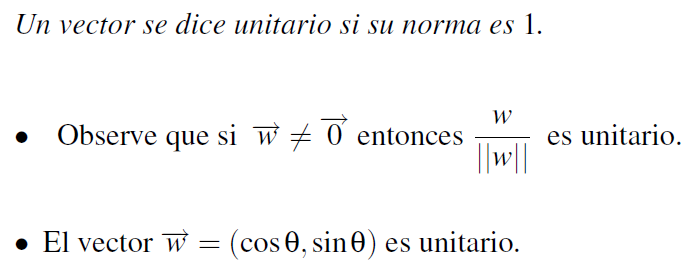 Un vector se dice unitario si su norma es 1.
• Observe que si $\overrightarrow{w} \neq \overrightarrow{0}$ entonces $\frac{w}{||w||}$ es unitario.
• El vector $\overrightarrow{w} = (\cos\theta, \sin\theta)$ es unitario.